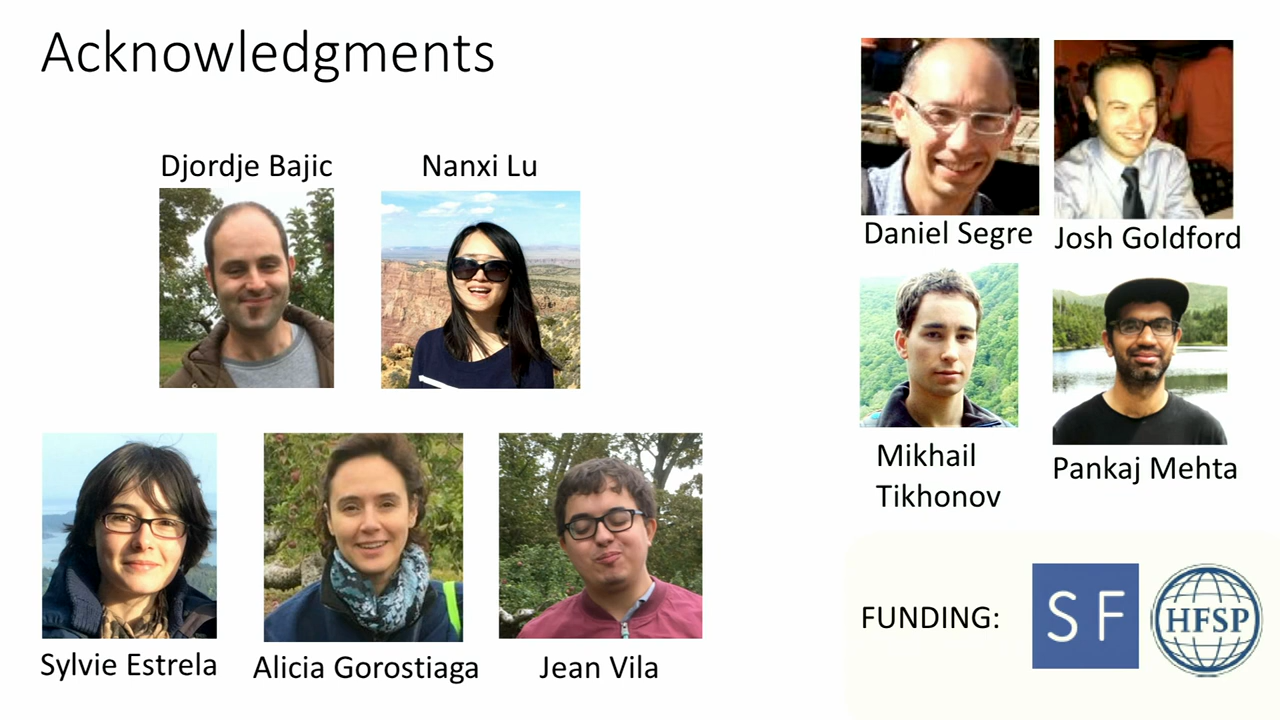 Acknowledgments
Djordje Bajic
Nanxi Lu
Sylvie Estrela
Alicia Gorostiaga
Jean Vila
Daniel Segre
Josh Goldford
Mikhail
Tikhonov
Pankaj Mehta
FUNDING:
SF
HFSP